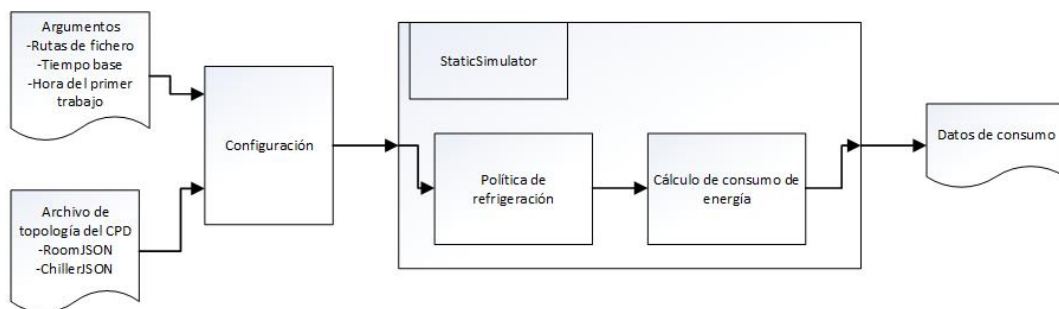 Argumentos
-Rutas de fichero
-Tiempo base
-Hora del primer
trabajo
Archivo de
topología del CPD
-RoomJSON
-ChillerJSON
Configuración
StaticSimulator
Política de
refrigeración
Cálculo de consumo de
energía
Datos de consumo